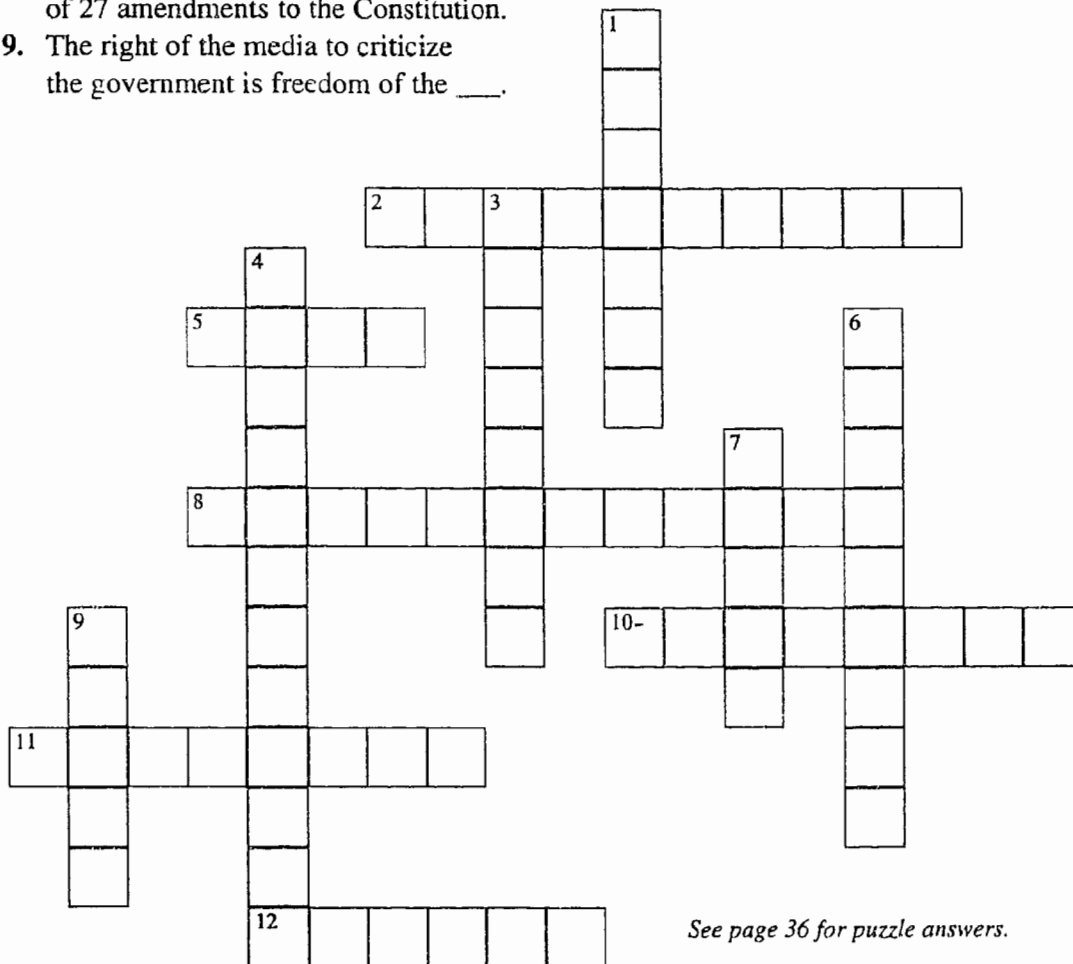 of 27 amendments to the Constitution.
9. The right of the media to criticize
the government is freedom of the ___.
1
2 3
4
5 6
7
8
9 10-
11
12
See page 36 for puzzle answers.